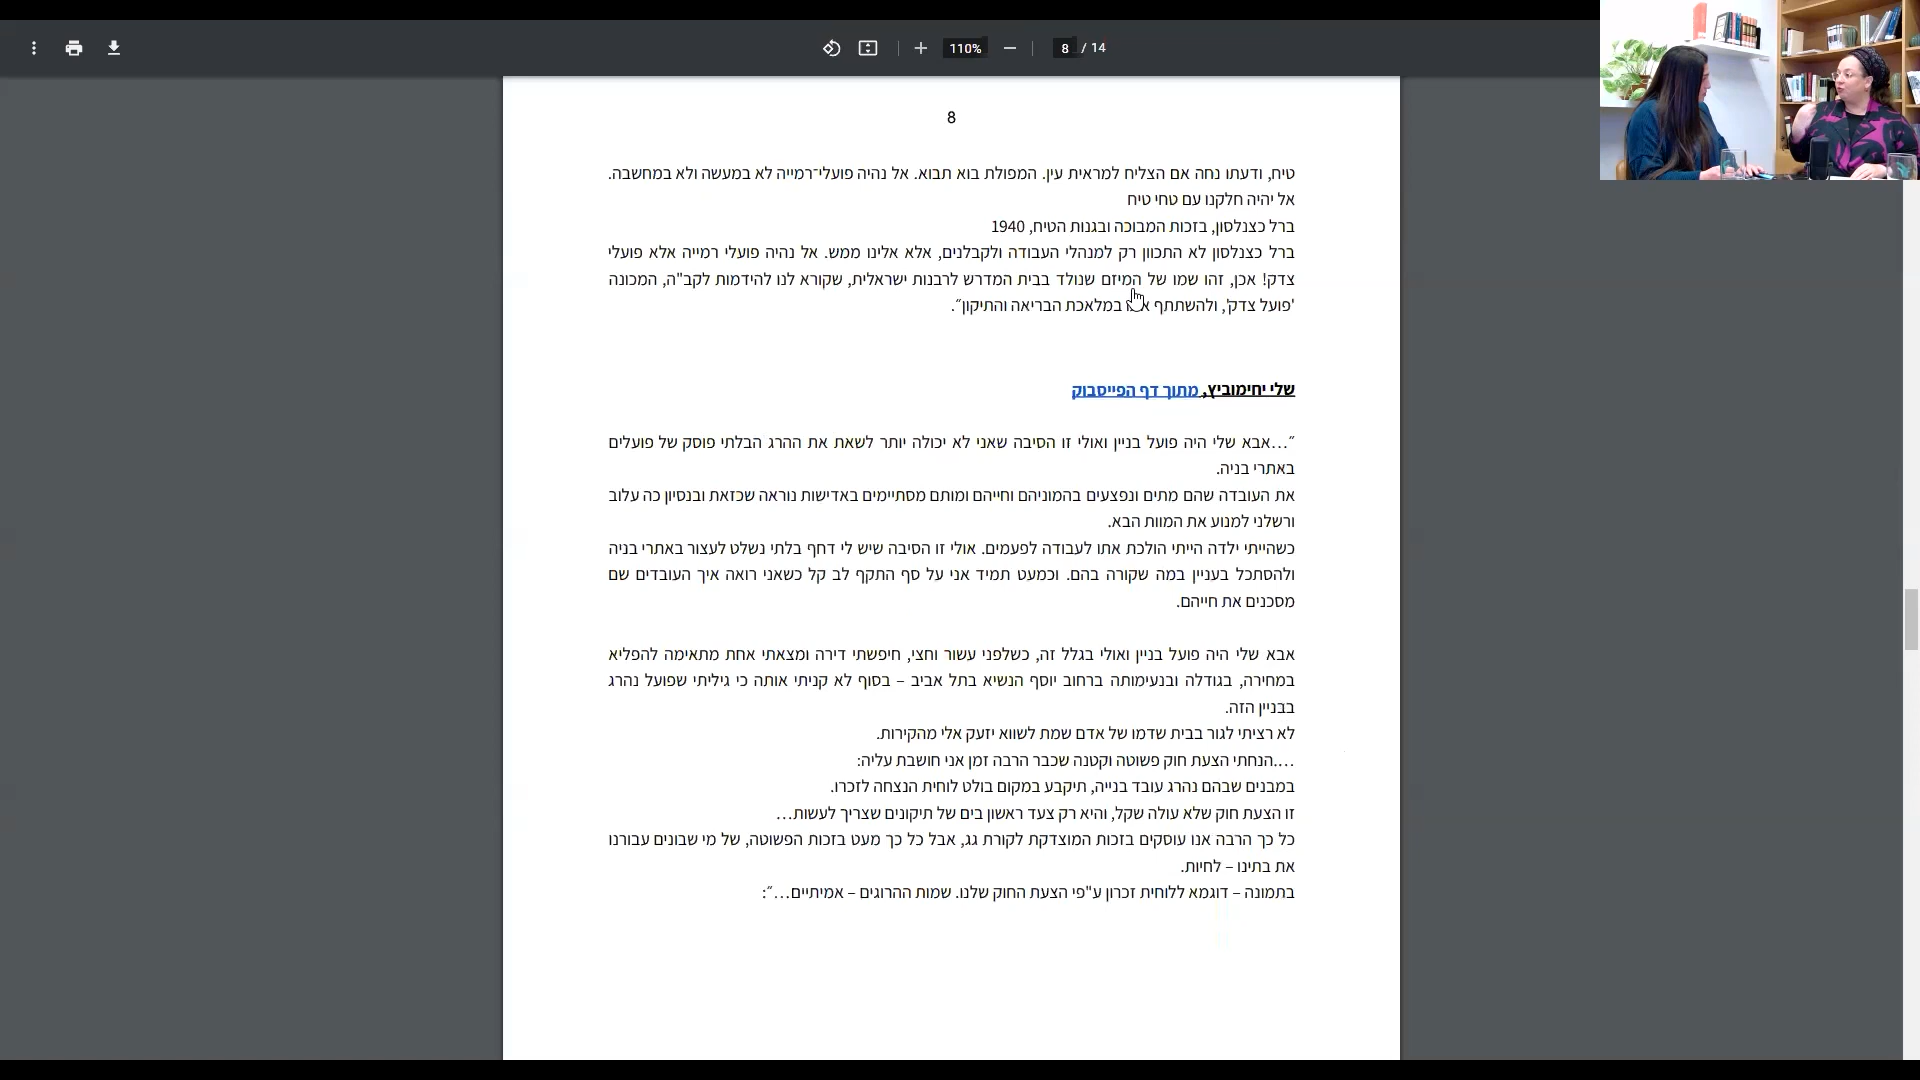 110%
8 / 14
8
טיח, ודעתו נחה אם הצליח למראית עין. המפולת בוא תבוא. אל נהיה פועלי־רמייה לא במעשה ולא במחשבה.
אל יהיה חלקנו עם טחי טיח
ברל כצנלסון, בזכות המבוכה ובגנות הטיח, 1940
ברל כצנלסון לא התכוון רק למנהלי העבודה ולקבלנים, אלא אלינו ממש. אל נהיה פועלי רמייה אלא פועלי
צדק! אכן, זהו שמו של המיזם שנולד בבית המדרש לרבנות ישראלית, שקורא לנו להידמות לקב"ה, המכונה
'פועל צדק', ולהשתתף במלאכת הבריאה והתיקון״.
שלי יחימוביץ, מתוך דף הפייסבוק
״…אבא שלי היה פועל בניין ואולי זו הסיבה שאני לא יכולה יותר לשאת את ההרג הבלתי פוסק של פועלים
באתרי בניה.
את העובדה שהם מתים ונפצעים בהמוניהם וחייהם ומותם מסתיימים באדישות נוראה שכזאת ובנסיון כה עלוב
ורשלני למנוע את המוות הבא.
כשהייתי ילדה הייתי הולכת אתו לעבודה לפעמים. אולי זו הסיבה שיש לי דחף בלתי נשלט לעצור באתרי בניה
ולהסתכל בעניין במה שקורה בהם. וכמעט תמיד אני על סף התקף לב קל כשאני רואה איך העובדים שם
מסכנים את חייהם.
אבא שלי היה פועל בניין ואולי בגלל זה, כשלפני עשור וחצי, חיפשתי דירה ומצאתי אחת מתאימה להפליא
במחירה, בגודלה ובנעימותה ברחוב יוסף הנשיא בתל אביב – בסוף לא קניתי אותה כי גיליתי שפועל נהרג
בבניין הזה.
לא רציתי לגור בבית שדמו של אדם שמת לשווא יזעק אלי מהקירות.
….הנחתי הצעת חוק פשוטה וקטנה שכבר הרבה זמן אני חושבת עליה:
במבנים שבהם נהרג עובד בנייה, תיקבע במקום בולט לוחית הנצחה לזכרו.
זו הצעת חוק שלא עולה שקל, והיא רק צעד ראשון בים של תיקונים שצריך לעשות…
כל כך הרבה אנו עוסקים בזכות המוצדקת לקורת גג, אבל כל כך מעט בזכות הפשוטה, של מי שבונים עבורנו
את בתינו – לחיות.
בתמונה – דוגמא ללוחית זכרון ע"פי הצעת החוק שלנו. שמות ההרוגים – אמיתיים…״: